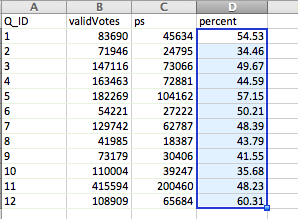 A B C D
Q_ID validVotes ps percent
1 83690 45634 54.53
2 71946 24795 34.46
3 147116 73066 49.67
4 163463 72881 44.59
5 182269 104162 57.15
6 54221 27222 50.21
7 129742 62787 48.39
8 41985 18387 43.79
9 73179 30406 41.55
10 110004 39247 35.68
11 415594 200460 48.23
12 108909 65684 60.31